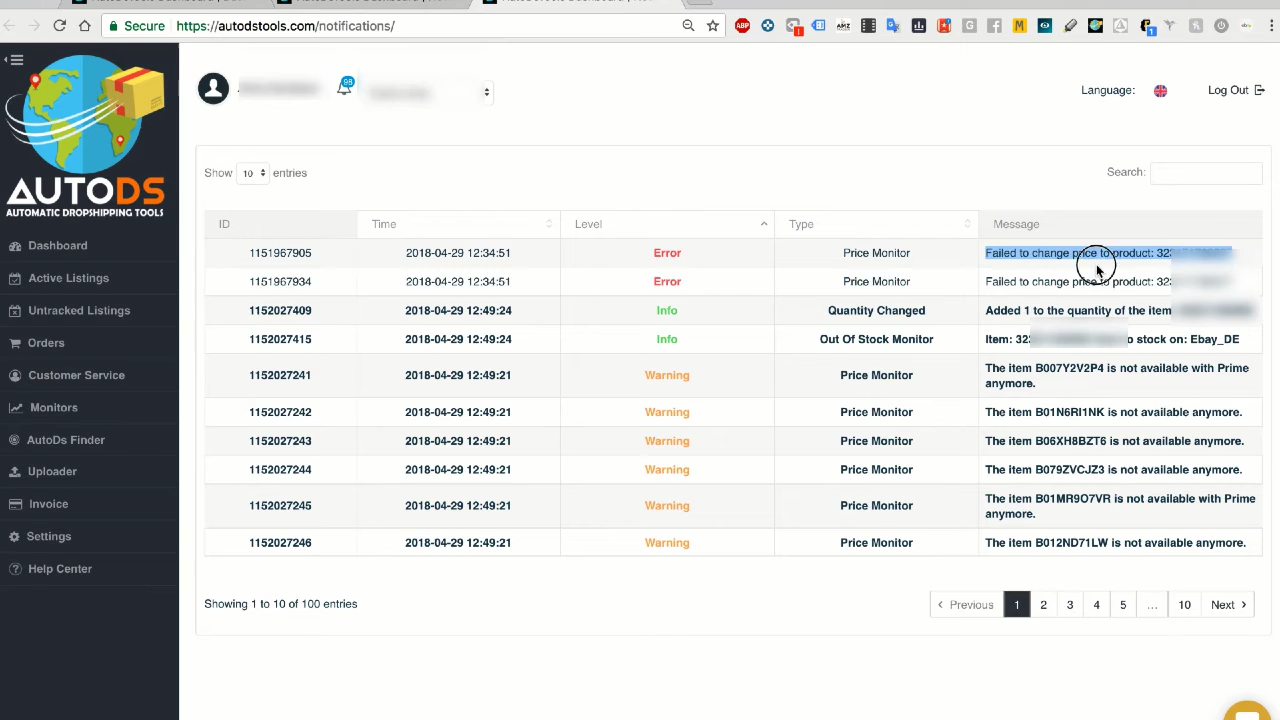 Secure https://autodstools.com/notifications/
ABP
1
AMZ
G
M
1
98
Language:
Log Out
AUTODS
AUTOMATIC DROPSHIPPING TOOLS
Dashboard
Active Listings
Untracked Listings
Orders
Customer Service
Monitors
AutoDs Finder
Uploader
Invoice
Settings
Help Center
Show 10 entries
Search:
ID Time Level Type Message
1151967905 2018-04-29 12:34:51 Error Price Monitor Failed to change price to product: 323
1151967934 2018-04-29 12:34:51 Error Price Monitor Failed to change price to product: 323
1152027409 2018-04-29 12:49:24 Info Quantity Changed Added 1 to the quantity of the item
1152027415 2018-04-29 12:49:24 Info Out Of Stock Monitor Item: 323 to stock on: Ebay_DE
1152027241 2018-04-29 12:49:21 Warning Price Monitor The item B007Y2V2P4 is not available with Prime
anymore.
1152027242 2018-04-29 12:49:21 Warning Price Monitor The item B01N6RI1NK is not available anymore.
1152027243 2018-04-29 12:49:21 Warning Price Monitor The item B06XH8BZT6 is not available anymore.
1152027244 2018-04-29 12:49:21 Warning Price Monitor The item B079ZVCJZ3 is not available anymore.
1152027245 2018-04-29 12:49:21 Warning Price Monitor The item B01MR9O7VR is not available with Prime
anymore.
1152027246 2018-04-29 12:49:21 Warning Price Monitor The item B012ND71LW is not available anymore.
Showing 1 to 10 of 100 entries
Previous 1 2 3 4 5 ... 10 Next